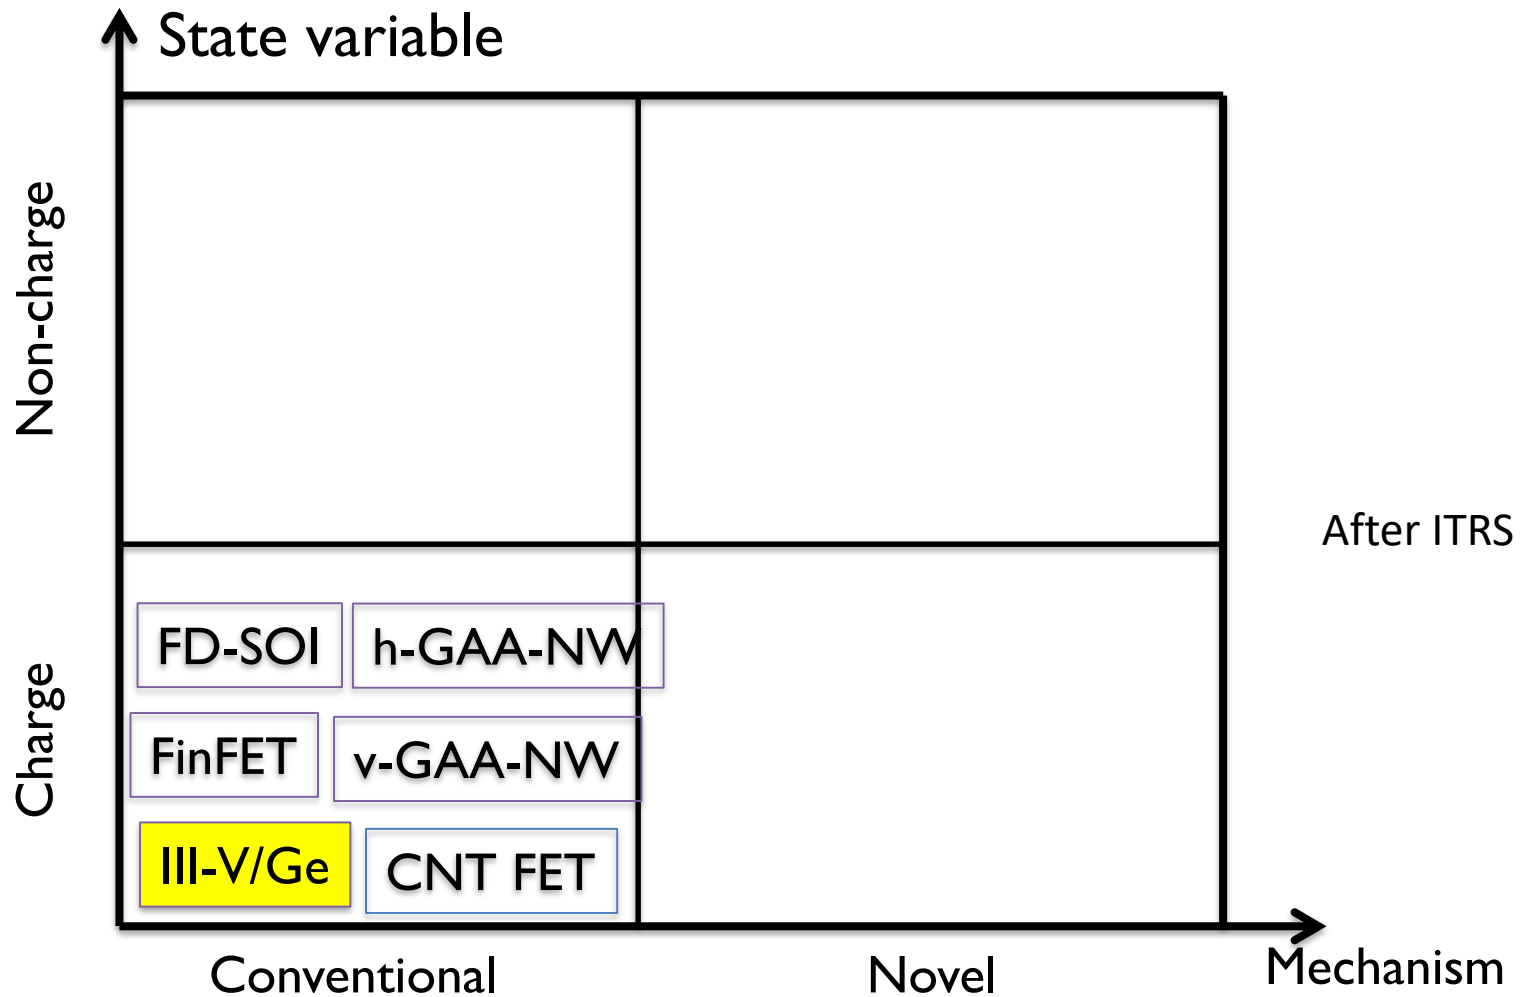 State variable
Non-charge
After ITRS
FD-SOI
h-GAA-NW
Charge
FinFET
v-GAA-NW
III-V/Ge
CNT FET
Conventional
Novel
Mechanism